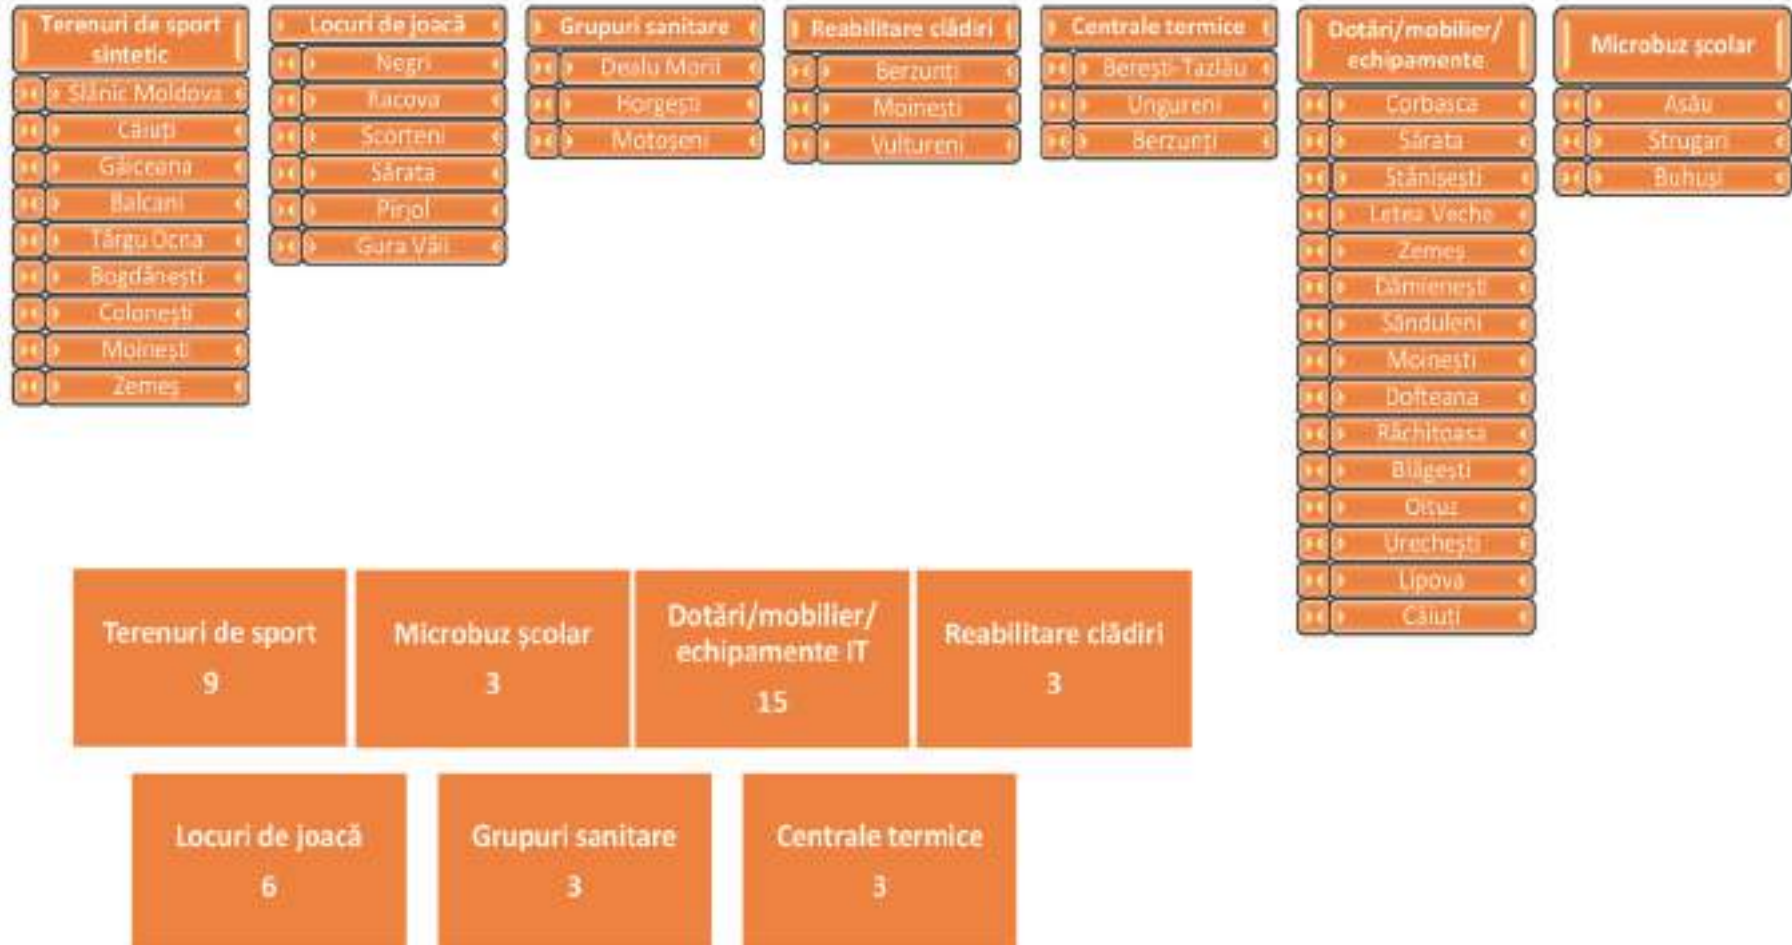 Terenuri de sport
sintetic
Slănic Moldova
Căiuți
Găiceana
Balcani
Târgu Ocna
Bogdănești
Colonești
Moinești
Zemeș
Locuri de joacă
Negri
Racova
Scorțeni
Sărata
Pîrjol
Gura Văii
Grupuri sanitare
Dealu Morii
Horgești
Motoșeni
Reabilitare clădiri
Berzunți
Moinești
Vultureni
Centrale termice
Berești-Tazlău
Ungureni
Berzunți
Dotări/mobilier/
echipamente
Corbasca
Sărata
Stănișești
Letea Veche
Zemeș
Dămienești
Sănduleni
Moinești
Dofteana
Răchitoasa
Blăgești
Oituz
Urechești
Lipova
Căiuți
Microbuz școlar
Asău
Strugari
Buhuși
Terenuri de sport
9
Microbuz școlar
3
Dotări/mobilier/
echipamente IT
15
Reabilitare clădiri
3
Locuri de joacă
6
Grupuri sanitare
3
Centrale termice
3